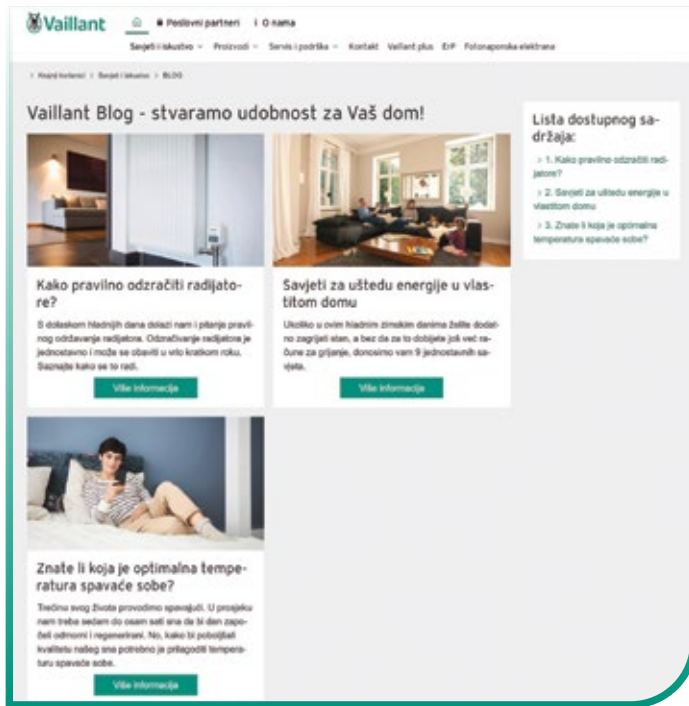 Vaillant
Poslovni partneri
O nama
Savjeti i iskustvo
Proizvodi
Servis i podrška
Kontakt
Vaillant plus
ErP
Fotonaponska elektrana
> Krajnji korisnici > Savjeti i iskustvo > BLOG
Vaillant Blog - stvaramo udobnost za Vaš dom!
Kako pravilno odzračiti radijato-
re?
S dolaskom hladnijih dana dolazi nam i pitanje pravil-
nog održavanja radijatora. Odzračivanje radijatora je
jednostavno i može se obaviti u vrlo kratkom roku.
Saznajte kako se to radi.
Više informacija
Savjeti za uštedu energije u vlas-
titom domu
Ukoliko u ovim hladnim zimskim danima želite dodat-
no zagrijati stan, a bez da za to dobijete još već ra-
čune za grijanje, donosimo vam 9 jednostavnih sa-
vjeta.
Više informacija
Znate li koja je optimalna tempe-
ratura spavaće sobe?
Trećinu svog života provodimo spavajući. U prosjeku
nam treba sedam do osam sati sna da bi dan zapo-
čeli odmorni i regenerirani. No, kako bi poboljšali
kvalitetu našeg sna potrebno je prilagoditi tempera-
turu spavaće sobe.
Više informacija
Lista dostupnog sa-
držaja:
> 1. Kako pravilno odzračiti radi-
jatore?
> 2. Savjeti za uštedu energije u
vlastitom domu
> 3. Znate li koja je optimalna
temperatura spavaće sobe?